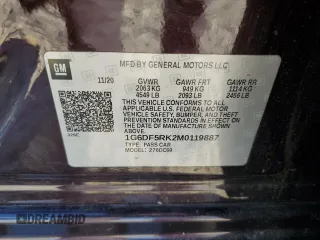 GM
MFD BY GENERAL MOTORS LLC
11/20 GVWR GAWR FRT GAWR RR
2063 KG 949 KG 1114 KG
4549 LB 2093 LB 2456 LB
THIS VEHICLE CONFORMS TO ALL APPLICABLE
U.S. FEDERAL MOTOR
VEHICLE SAFETY, BUMPER, AND THEFT
PREVENTION STANDARDS IN EFFECT ON THE
DATE OF MANUFACTURE SHOWN ABOVE.
1G6DF5RK2M0119887
TYPE: PASS CAR
DREAMBID